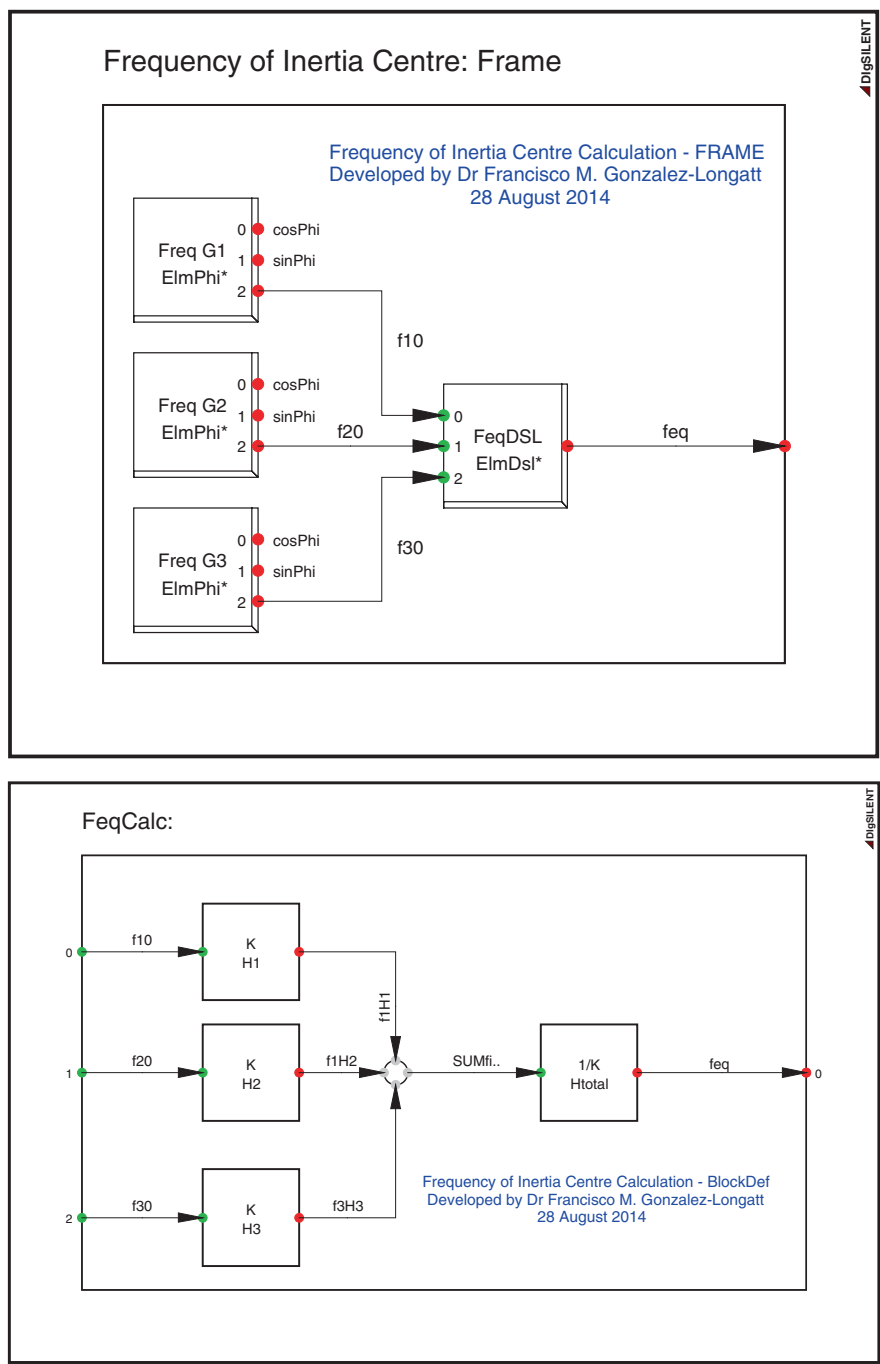 DIgSILENT
Frequency of Inertia Centre: Frame
Frequency of Inertia Centre Calculation - FRAME
Developed by Dr Francisco M. Gonzalez-Longatt
28 August 2014
Freq G1
ElmPhi*
0 cosPhi
1 sinPhi
2
f10
Freq G2
ElmPhi*
0 cosPhi
1 sinPhi
2
f20
Freq G3
ElmPhi*
0 cosPhi
1 sinPhi
2
f30
0
1
2
FeqDSL
ElmDsl*
feq
DIgSILENT
FeqCalc:
0
f10
K
H1
f1H1
1
f20
K
H2
f1H2
SUMfi..
1/K
Htotal
feq
0
2
f30
K
H3
f3H3
Frequency of Inertia Centre Calculation - BlockDef
Developed by Dr Francisco M. Gonzalez-Longatt
28 August 2014